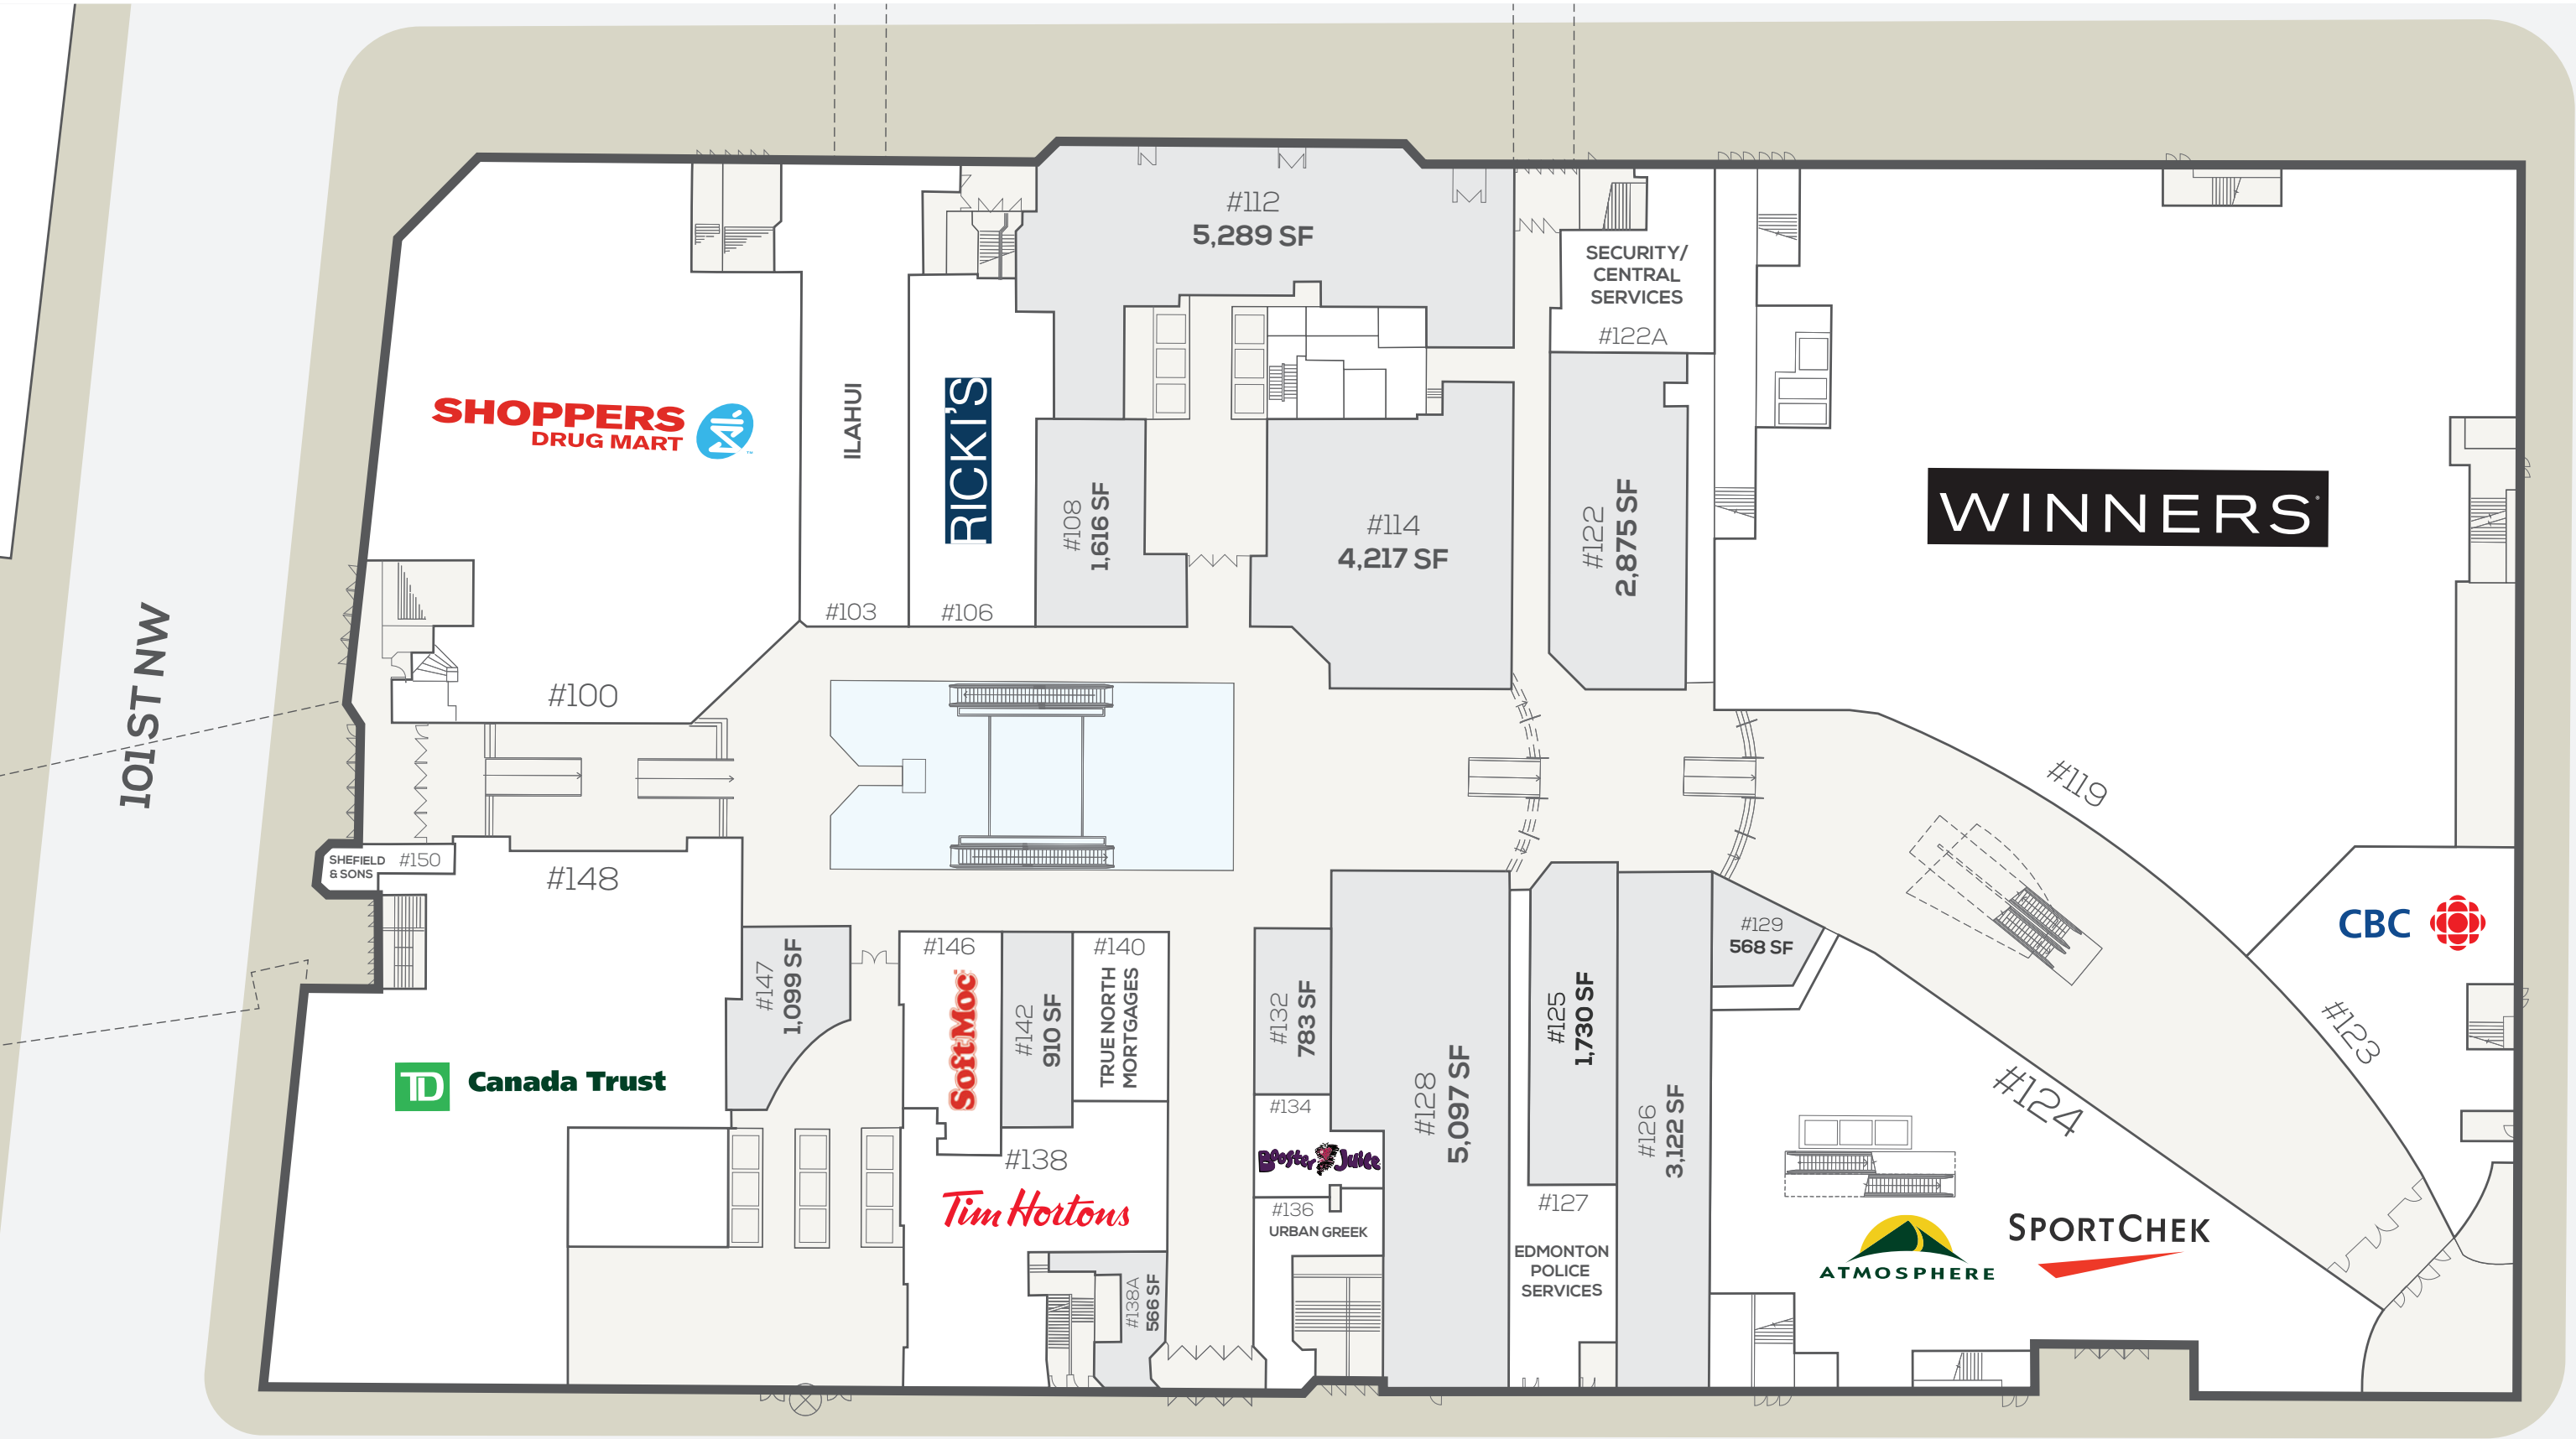 #112
5,289 SF
SECURITY/
CENTRAL
SERVICES
#122A
SHOPPERS
DRUG MART
™
#100
ILAHUI
#103
RICKI'S
#106
#108
1,616 SF
#114
4,217 SF
#122
2,875 SF
WINNERS
#119
101 ST NW
SHEFIELD
& SONS
#150
#148
TD Canada Trust
#147
1,099 SF
#146
SoftMoc
#142
910 SF
#140
TRUE NORTH
MORTGAGES
#138
Tim Hortons
#138A
566 SF
#132
783 SF
#134
Booster Juice
#136
URBAN GREEK
#128
5,097 SF
#125
1,730 SF
#127
EDMONTON
POLICE
SERVICES
#126
3,122 SF
#129
568 SF
#124
ATMOSPHERE
SPORTCHEK
CBC
#123